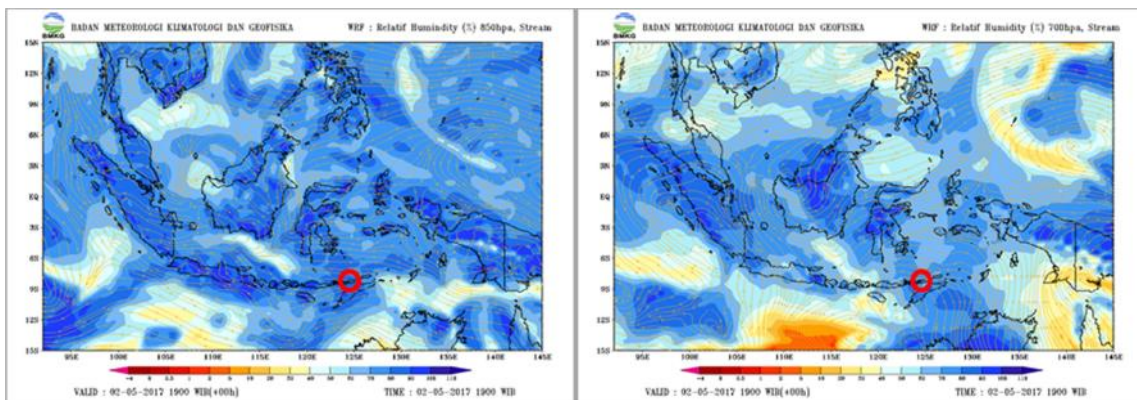 BMKG
BADAN METEOROLOGI KLIMATOLOGI DAN GEOFISIKA
WRF : Relatif Humindity (%) 850hpa, Stream
15N
12N
9N
6N
3N
EQ
3S
6S
9S
12S
15S
95E 100E 105E 110E 115E 120E 125E 130E 135E 140E 145E
VALID : 02-05-2017 1900 WIB(+00h)
TIME : 02-05-2017 1900 WIB
BMKG
BADAN METEOROLOGI KLIMATOLOGI DAN GEOFISIKA
WRF : Relatif Humidity (%) 700hpa, Stream
15N
12N
9N
6N
3N
EQ
3S
6S
9S
12S
15S
95E 100E 105E 110E 115E 120E 125E 130E 135E 140E 145E
VALID : 02-05-2017 1900 WIB(+00h)
TIME : 02-05-2017 1900 WIB